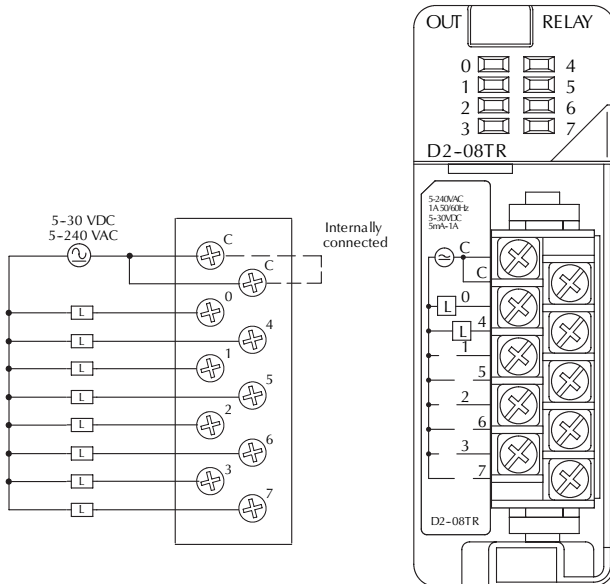 5-30 VDC
5-240 VAC
C
C
Internally
connected
L
0
L
4
L
1
L
5
L
2
L
6
L
3
L
7
OUT
RELAY
0
4
1
5
2
6
3
7
D2-08TR
5-240VAC
1A 50/60Hz
5-30VDC
5mA-1A
C
C
L
0
L
4
1
5
2
6
3
7
D2-08TR